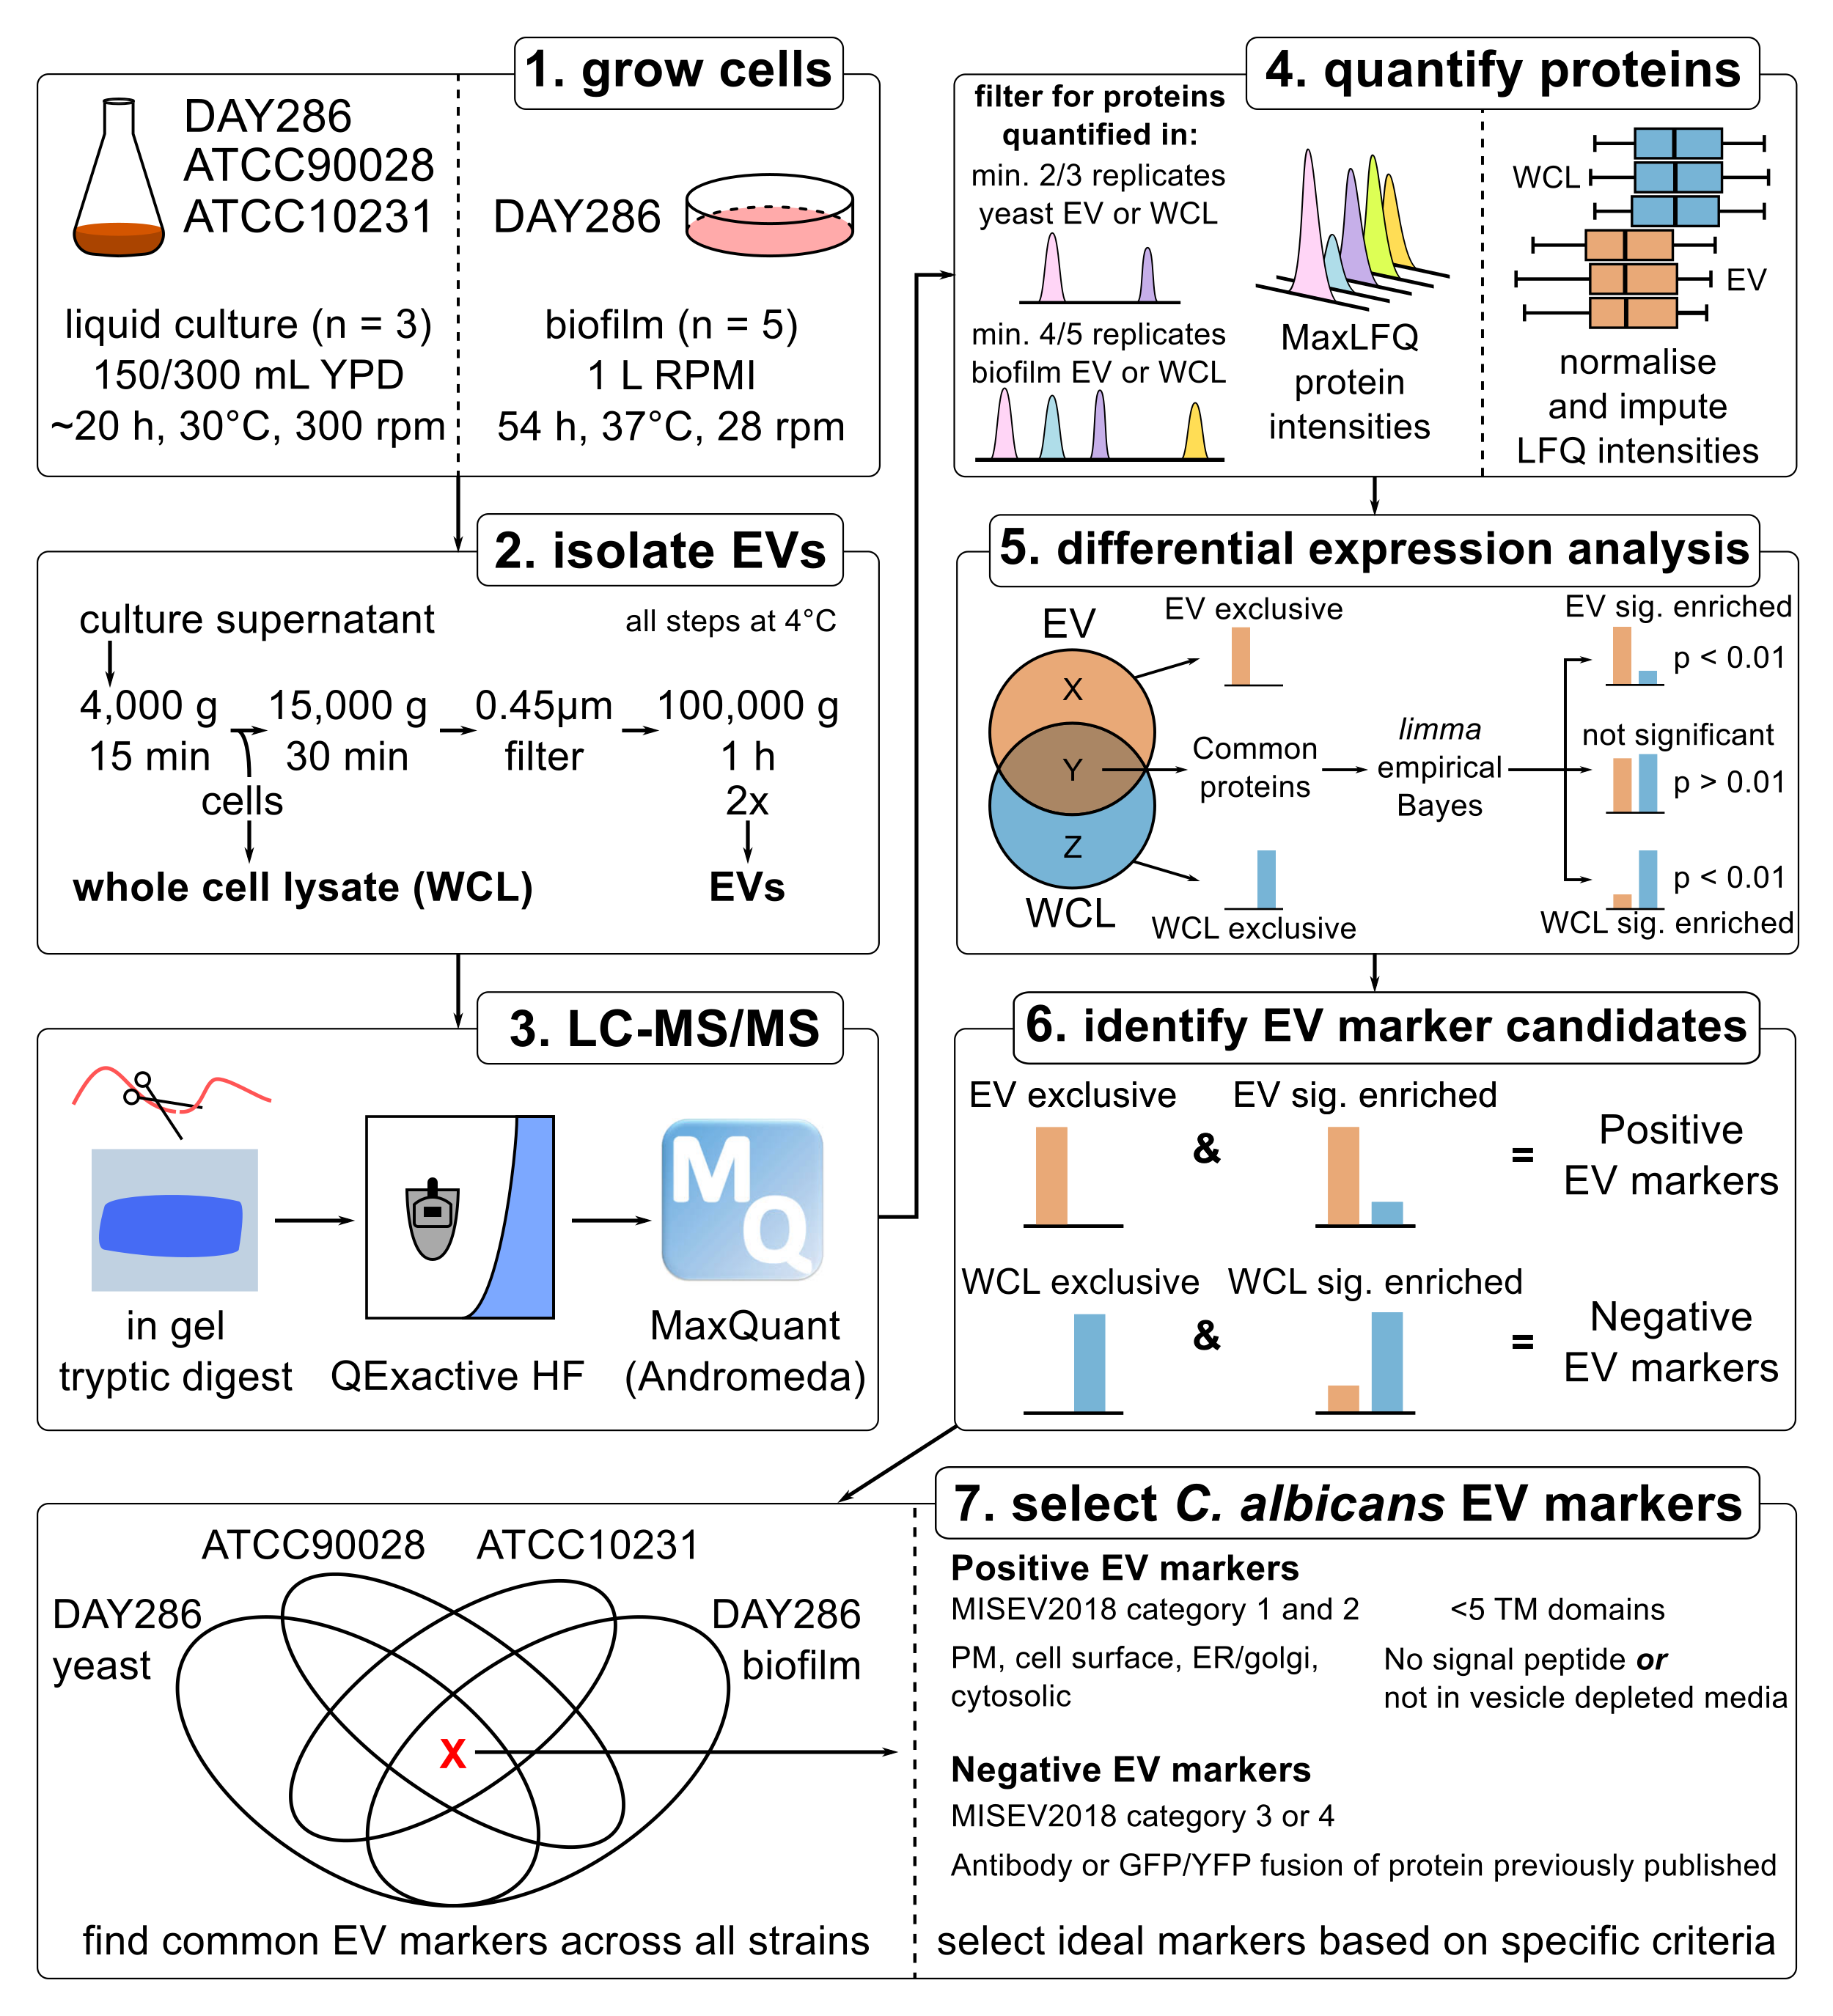 1. grow cells
DAY286
ATCC90028
ATCC10231
liquid culture (n = 3)
150/300 mL YPD
~20 h, 30°C, 300 rpm
DAY286
biofilm (n = 5)
1 L RPMI
54 h, 37°C, 28 rpm
2. isolate EVs
culture supernatant
all steps at 4°C
4,000 g
15 min
15,000 g
30 min
0.45µm
filter
100,000 g
1 h
2x
cells
whole cell lysate (WCL)
EVs
3. LC-MS/MS
in gel
tryptic digest
QExactive HF
MQ
MaxQuant
(Andromeda)
4. quantify proteins
filter for proteins
quantified in:
min. 2/3 replicates
yeast EV or WCL
min. 4/5 replicates
biofilm EV or WCL
MaxLFQ
protein
intensities
WCL
EV
normalise
and impute
LFQ intensities
5. differential expression analysis
EV
X
Y
Z
WCL
EV exclusive
Common
proteins
WCL exclusive
limma
empirical
Bayes
EV sig. enriched
p < 0.01
not significant
p > 0.01
p < 0.01
WCL sig. enriched
6. identify EV marker candidates
EV exclusive
&
EV sig. enriched
=
Positive
EV markers
WCL exclusive
&
WCL sig. enriched
=
Negative
EV markers
7. select C. albicans EV markers
ATCC90028
ATCC10231
DAY286
yeast
DAY286
biofilm
X
find common EV markers across all strains
Positive EV markers
MISEV2018 category 1 and 2
<5 TM domains
PM, cell surface, ER/golgi,
cytosolic
No signal peptide or
not in vesicle depleted media
Negative EV markers
MISEV2018 category 3 or 4
Antibody or GFP/YFP fusion of protein previously published
select ideal markers based on specific criteria